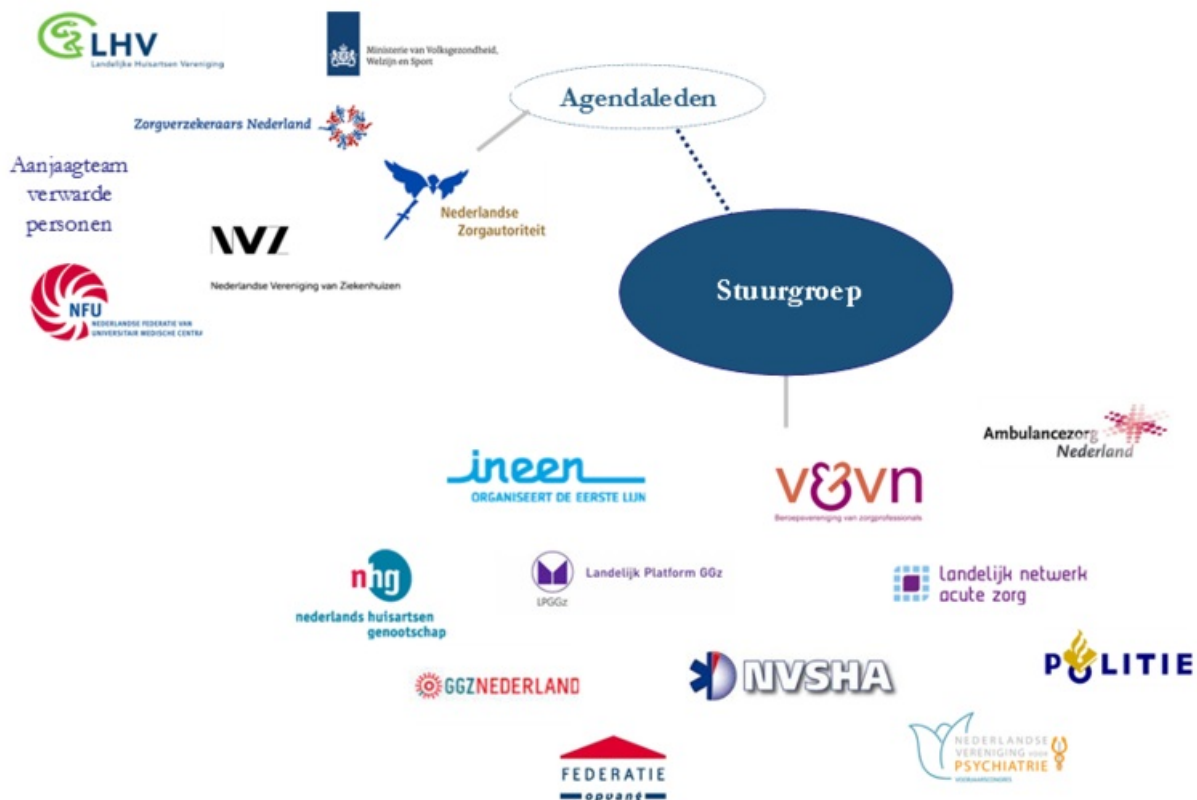 LHV
Landelijke Huisartsen Vereniging
Ministerie van Volksgezondheid,
Welzijn en Sport
Zorgverzekeraars Nederland
Agendaleden
Aanjaagteam
verwarde
personen
Nederlandse
Zorgautoriteit
NVZ
Nederlandse Vereniging van Ziekenhuizen
NFU
NEDERLANDSE FEDERATIE VAN
UNIVERSITAIR MEDISCHE CENTRA
Stuurgroep
Ambulancezorg
Nederland
ineen
ORGANISEERT DE EERSTE LIJN
v&vn
Beroepsvereniging van zorgprofessionals
nhg
nederlands huisartsen
genootschap
LPGGz
Landelijk Platform GGz
landelijk netwerk
acute zorg
GGZNEDERLAND
NVSHA
POLITIE
FEDERATIE
opvang
NEDERLANDSE
VERENIGING VOOR
PSYCHIATRIE
VOORJAARSCONGRES